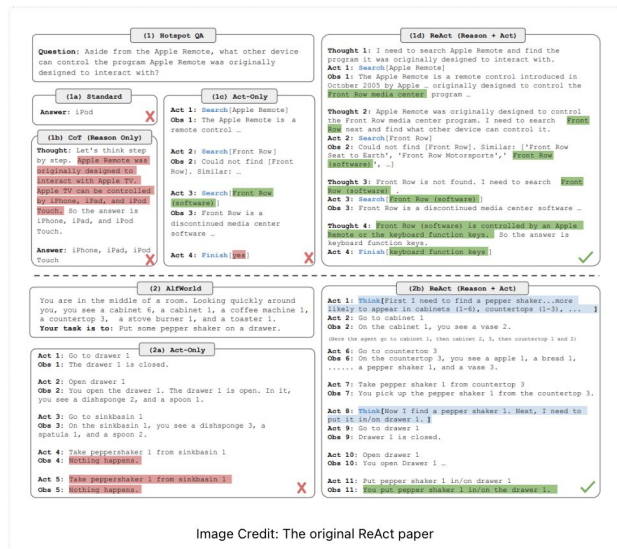 (1) Hotspot QA
Question: Aside from the Apple Remote, what other device
can control the program Apple Remote was originally
designed to interact with?
(1a) Standard
Answer: iPod
(1b) CoT (Reason Only)
Thought: Let's think step
by step. Apple Remote was
originally designed to
interact with Apple TV.
Apple TV can be controlled
by iPhone, iPad, and iPod
Touch. So the answer is
iPhone, iPad, and iPod
Touch.
Answer: iPhone, iPad, iPod
Touch
(1c) Act-Only
Act 1: Search[Apple Remote]
Obs 1: The Apple Remote is a
remote control …
Act 2: Search[Front Row]
Obs 2: Could not find [Front
Row]. Similar: …
Act 3: Search[Front Row
(software)]
Obs 3: Front Row is a
discontinued media center
software …
Act 4: Finish[yes]
(1d) ReAct (Reason + Act)
Thought 1: I need to search Apple Remote and find the
program it was originally designed to interact with.
Act 1: Search[Apple Remote]
Obs 1: The Apple Remote is a remote control introduced in
October 2005 by Apple … originally designed to control the
Front Row media center program …
Thought 2: Apple Remote was originally designed to control
the Front Row media center program. I need to search Front
Row next and find what other device can control it.
Act 2: Search[Front Row]
Obs 2: Could not find [Front Row]. Similar: ['Front Row
Seat to Earth', 'Front Row Motorsports', 'Front Row
(software)', …]
Thought 3: Front Row is not found. I need to search Front
Row (software) .
Act 3: Search[Front Row (software)]
Obs 3: Front Row is a discontinued media center software …
Thought 4: Front Row (software) is controlled by an Apple
Remote or the keyboard function keys. So the answer is
keyboard function keys.
Act 4: Finish[keyboard function keys]
(2) AlfWorld
You are in the middle of a room. Looking quickly around
you, you see a cabinet 6, a cabinet 1, a coffee machine 1,
a countertop 3, a stove burner 1, and a toaster 1.
Your task is to: Put some pepper shaker on a drawer.
(2a) Act-Only
Act 1: Go to drawer 1
Obs 1: The drawer 1 is closed.
Act 2: Open drawer 1
Obs 2: You open the drawer 1. The drawer 1 is open. In it,
you see a dishsponge 2, and a spoon 1.
Act 3: Go to sinkbasin 1
Obs 3: On the sinkbasin 1, you see a dishsponge 3, a
spatula 1, and a spoon 2.
Act 4: Take peppershaker 1 from sinkbasin 1
Obs 4: Nothing happens.
Act 5: Take peppershaker 1 from sinkbasin 1
Obs 5: Nothing happens.
(2b) ReAct (Reason + Act)
Act 1: Think[First I need to find a pepper shaker...more
likely to appear in cabinets (1-6), countertops (1-3), ... ]
Act 2: Go to cabinet 1
Obs 2: On the cabinet 1, you see a vase 2.
(Here the agent go to cabinet 1, then cabinet 2, 3, then countertop 1 and 2)
Act 6: Go to countertop 3
Obs 6: On the countertop 3, you see a apple 1, a bread 1,
...... a pepper shaker 1, and a vase 3.
Act 7: Take pepper shaker 1 from countertop 3
Obs 7: You pick up the pepper shaker 1 from the countertop 3.
Act 8: Think[Now I find a pepper shaker 1. Next, I need to
put it in/on drawer 1. ]
Act 9: Go to drawer 1
Obs 9: Drawer 1 is closed.
Act 10: Open drawer 1
Obs 10: You open Drawer 1 …
Act 11: Put pepper shaker 1 in/on drawer 1
Obs 11: You put pepper shaker 1 in/on the drawer 1.
Image Credit: The original ReAct paper